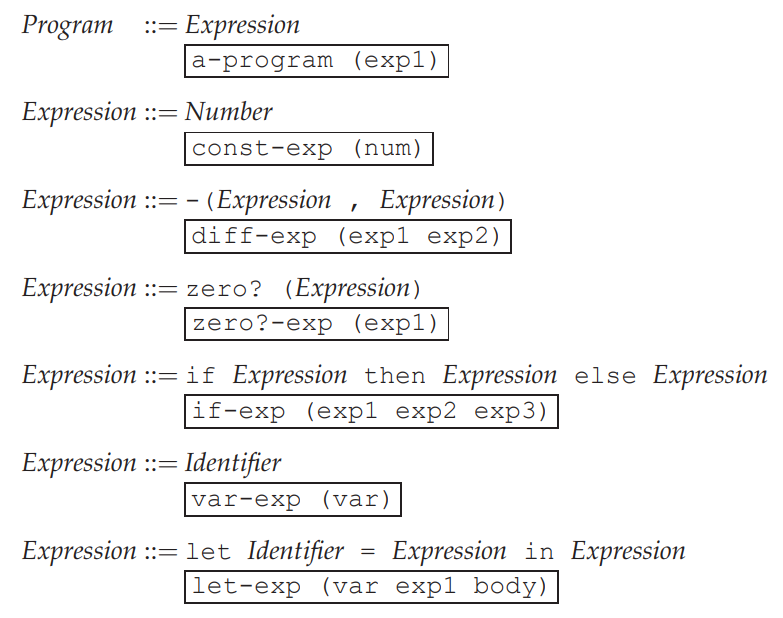 Program ::= Expression
a-program (exp1)
Expression ::= Number
const-exp (num)
Expression ::= -(Expression , Expression)
diff-exp (exp1 exp2)
Expression ::= zero? (Expression)
zero?-exp (exp1)
Expression ::= if Expression then Expression else Expression
if-exp (exp1 exp2 exp3)
Expression ::= Identifier
var-exp (var)
Expression ::= let Identifier = Expression in Expression
let-exp (var exp1 body)